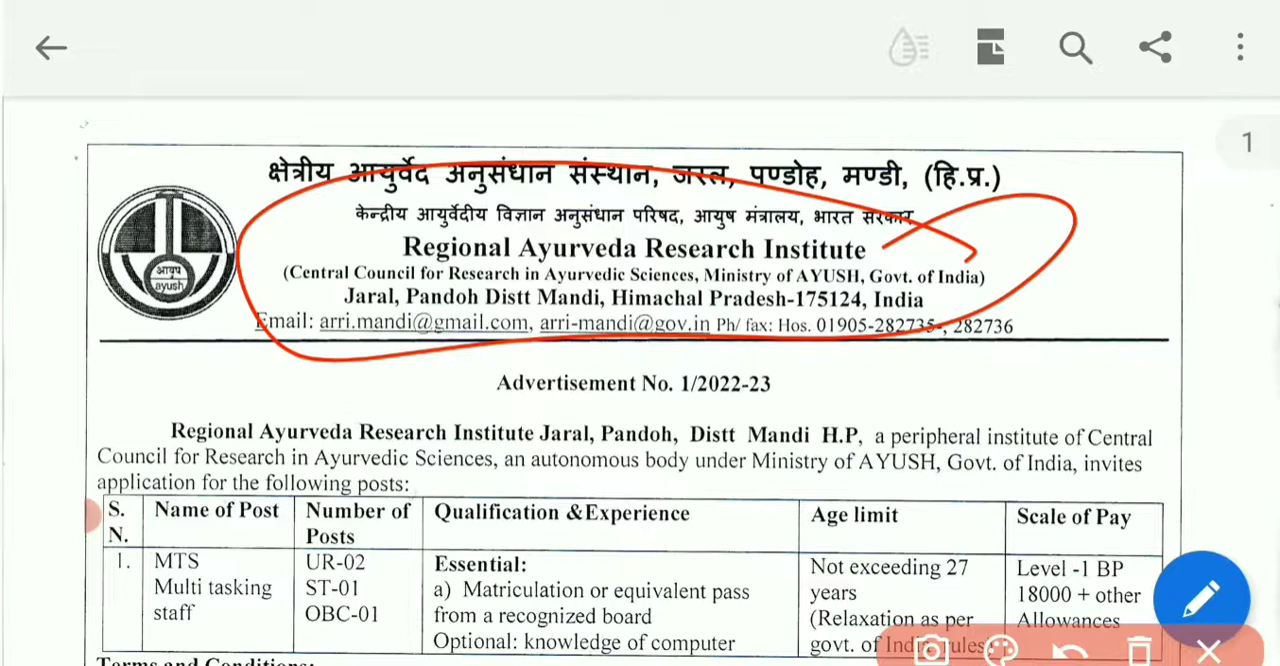 1
क्षेत्रीय आयुर्वेद अनुसंधान संस्थान, जरल, पण्डोह, मण्डी, (हि.प्र.)
केन्द्रीय आयुर्वेदीय विज्ञान अनुसंधान परिषद, आयुष मंत्रालय, भारत सरकार
आयुष
ayush
Regional Ayurveda Research Institute
(Central Council for Research in Ayurvedic Sciences, Ministry of AYUSH, Govt. of India)
Jaral, Pandoh Distt Mandi, Himachal Pradesh-175124, India
Email: arri.mandi@gmail.com, arri-mandi@gov.in Ph/ fax: Hos. 01905-282735-, 282736
Advertisement No. 1/2022-23
Regional Ayurveda Research Institute Jaral, Pandoh, Distt Mandi H.P, a peripheral institute of Central
Council for Research in Ayurvedic Sciences, an autonomous body under Ministry of AYUSH, Govt. of India, invites
application for the following posts:
S. N.
Name of Post
Number of
Posts
Qualification &Experience
Age limit
Scale of Pay
1.
MTS
Multi tasking
staff
UR-02
ST-01
OBC-01
Essential:
a) Matriculation or equivalent pass
from a recognized board
Optional: knowledge of computer
Not exceeding 27
years
(Relaxation as per
govt. of India rules)
Level -1 BP
18000 + other
Allowances
Terms and Conditions: